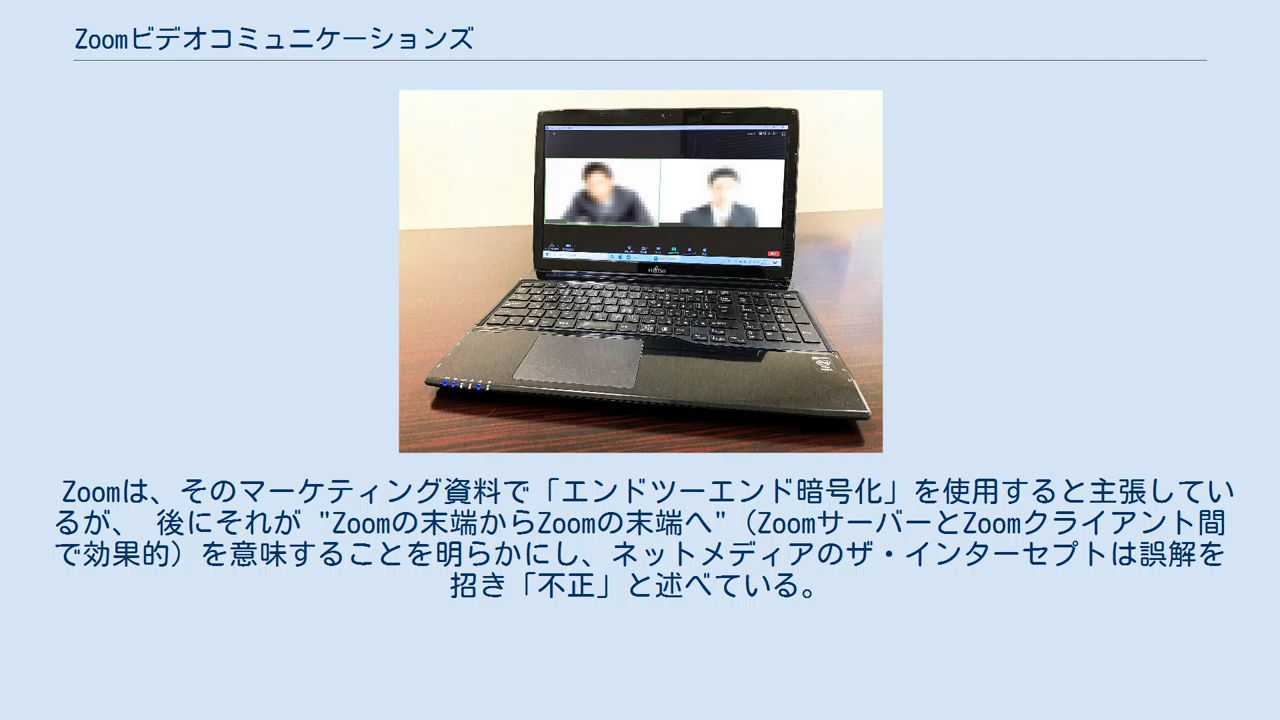 Zoomビデオコミュニケーションズ
FUJITSU
Zoomは、そのマーケティング資料で「エンドツーエンド暗号化」を使用すると主張してい
るが、 後にそれが "Zoomの末端からZoomの末端へ"（ZoomサーバーとZoomクライアント間
で効果的）を意味することを明らかにし、ネットメディアのザ・インターセプトは誤解を
招き「不正」と述べている。